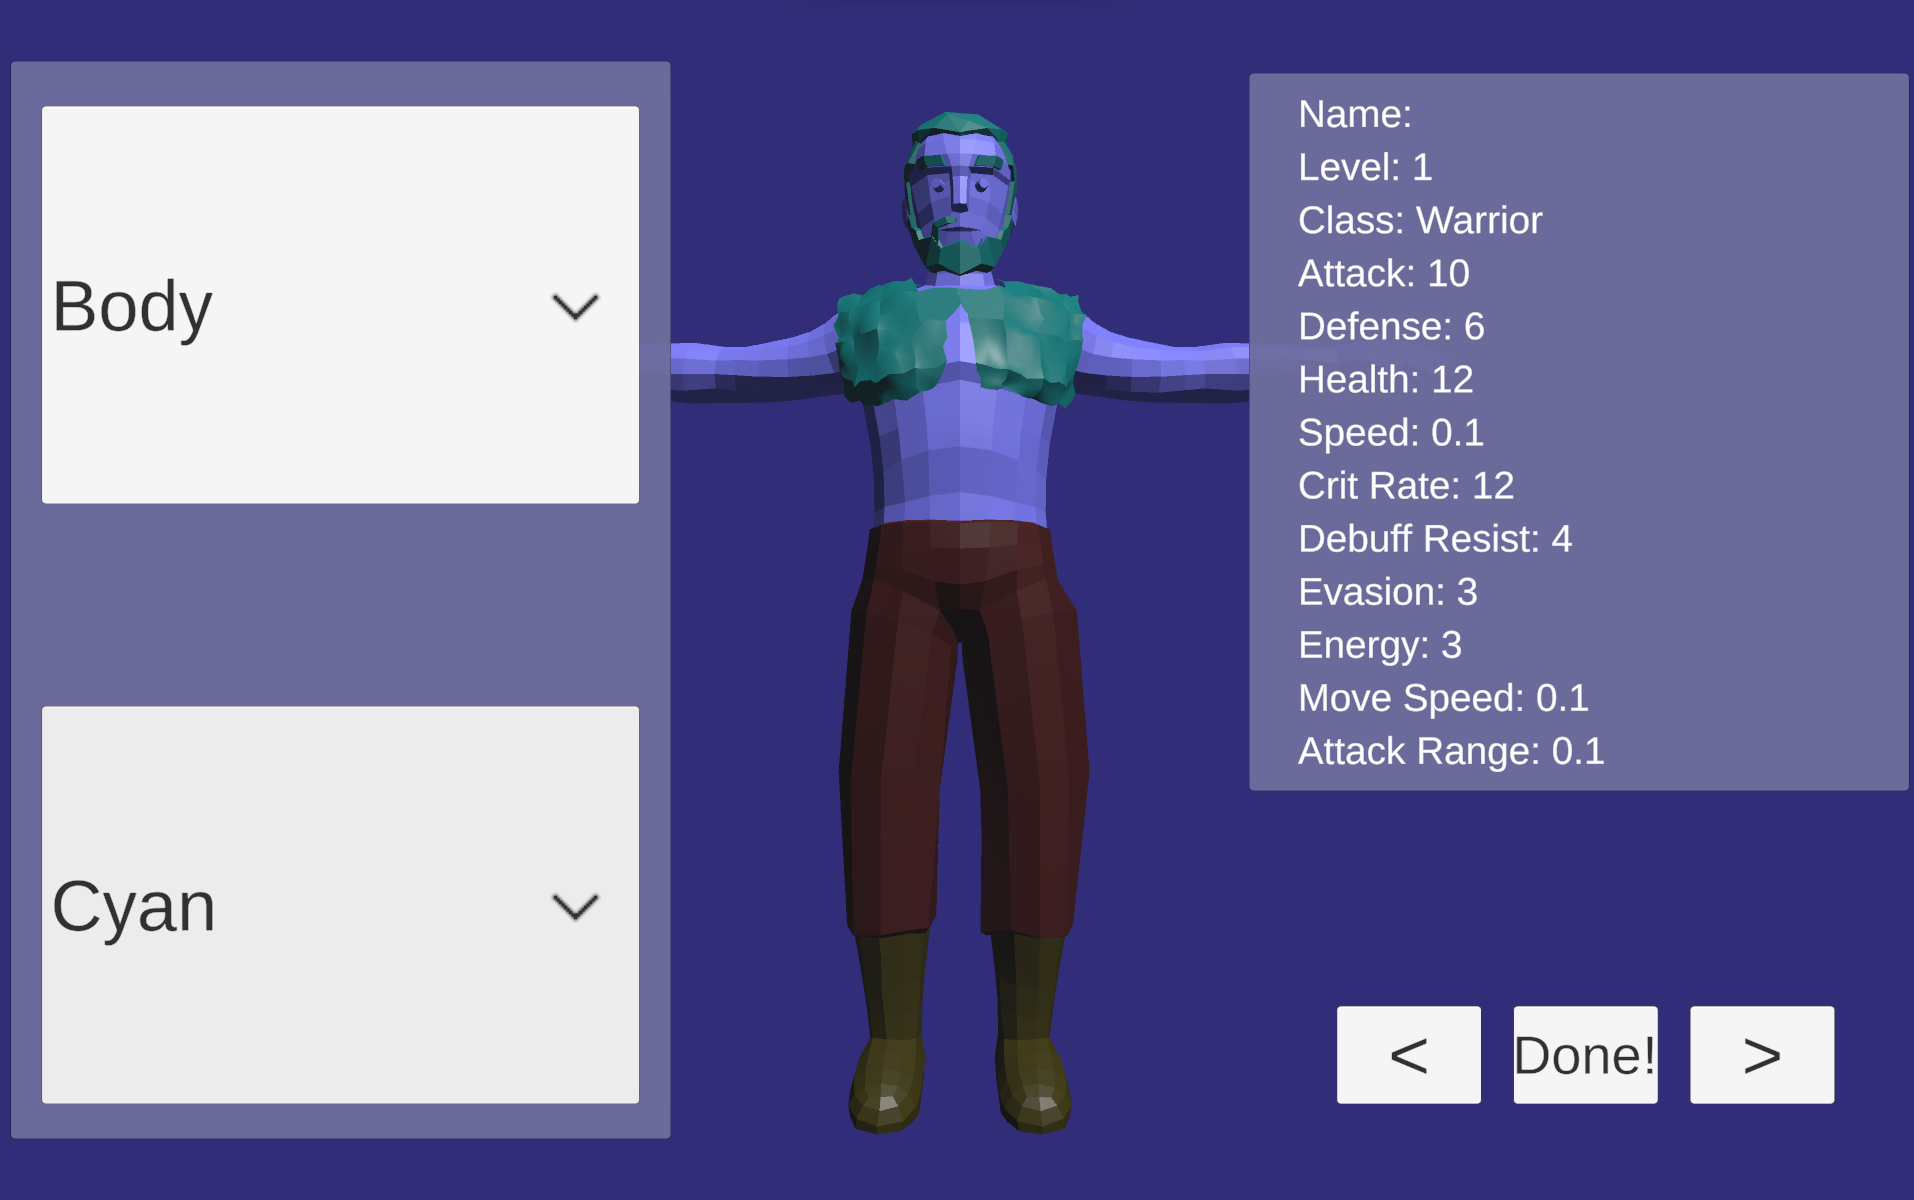 Body
Cyan
Name:
Level: 1
Class: Warrior
Attack: 10
Defense: 6
Health: 12
Speed: 0.1
Crit Rate: 12
Debuff Resist: 4
Evasion: 3
Energy: 3
Move Speed: 0.1
Attack Range: 0.1
< Done! >